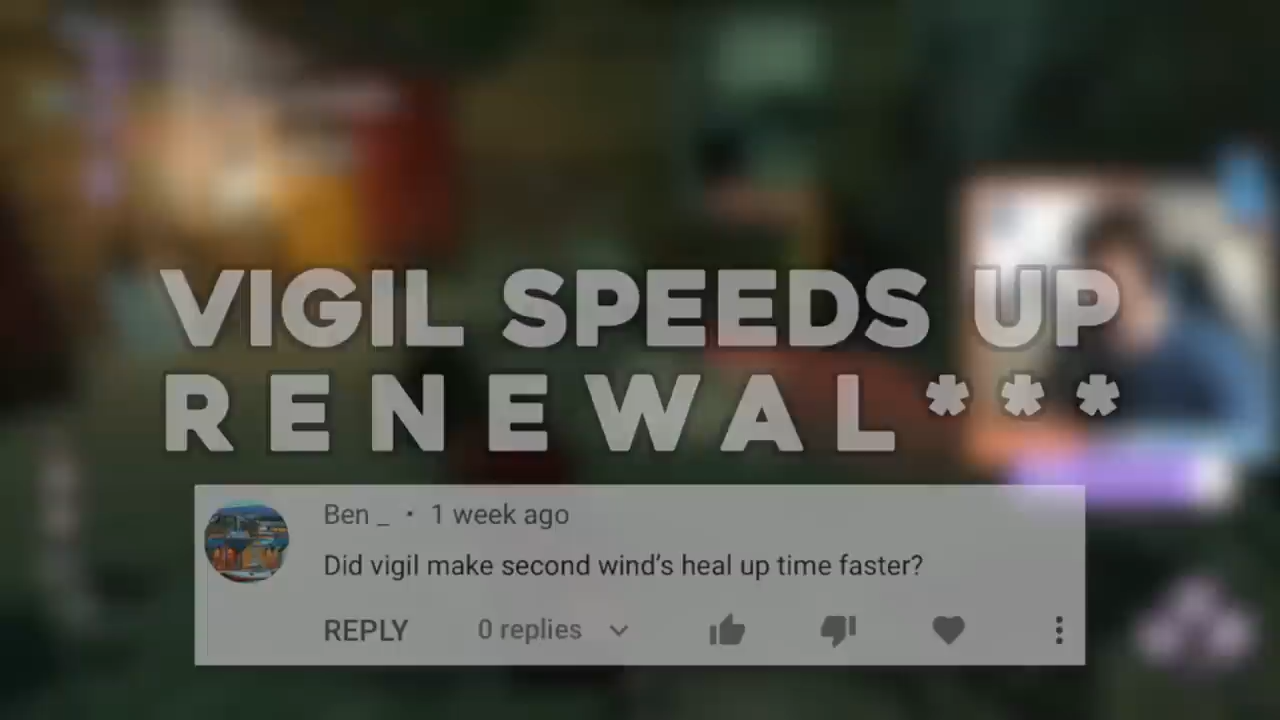 VIGIL SPEEDS UP
RENEWAL***
Ben _ · 1 week ago
Did vigil make second wind's heal up time faster?
REPLY 0 replies